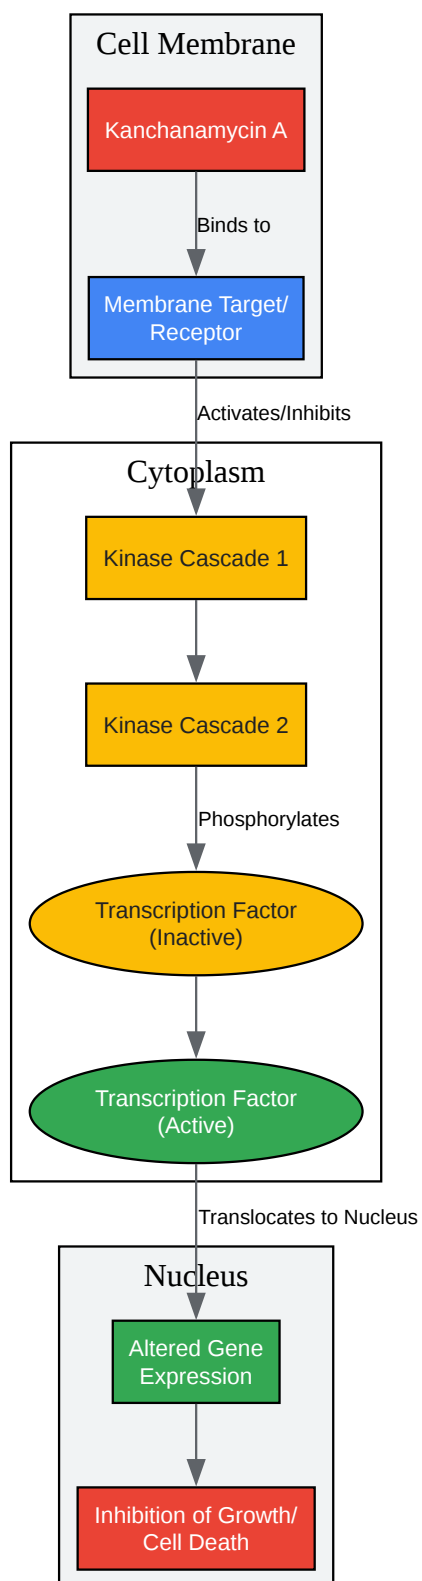 Cell Membrane
Kanchanamycin A
Binds to
Membrane Target/
Receptor
Activates/Inhibits
Cytoplasm
Kinase Cascade 1
Kinase Cascade 2
Phosphorylates
Transcription Factor
(Inactive)
Transcription Factor
(Active)
Translocates to Nucleus
Nucleus
Altered Gene
Expression
Inhibition of Growth/
Cell Death